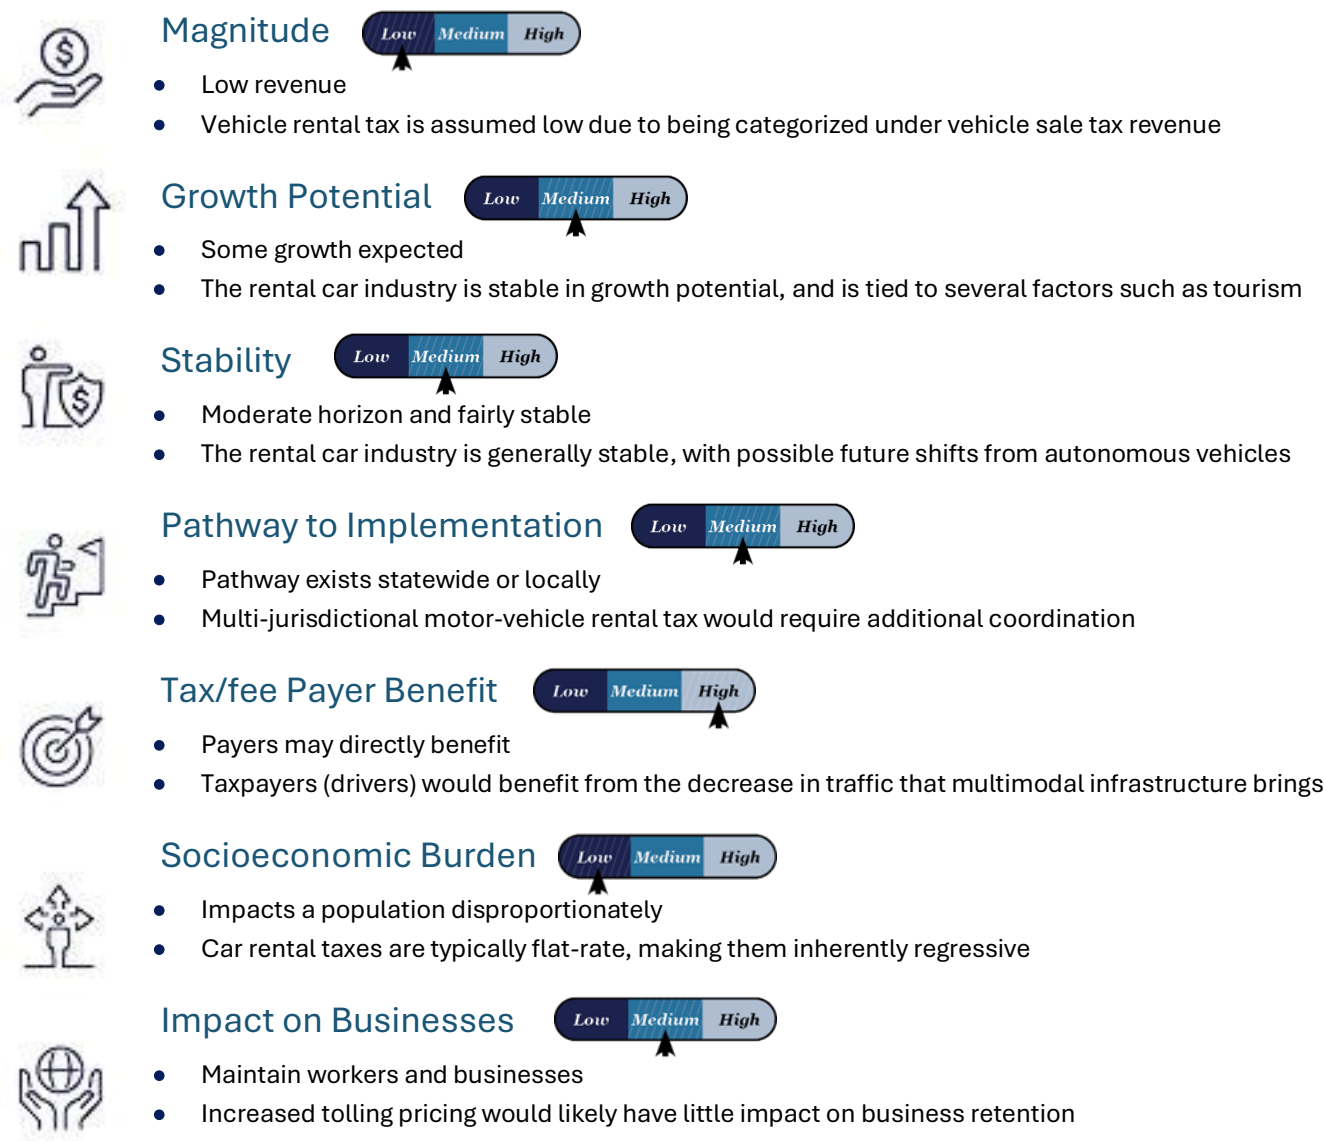 Magnitude Low Medium High
• Low revenue
• Vehicle rental tax is assumed low due to being categorized under vehicle sale tax revenue
Growth Potential Low Medium High
• Some growth expected
• The rental car industry is stable in growth potential, and is tied to several factors such as tourism
Stability Low Medium High
• Moderate horizon and fairly stable
• The rental car industry is generally stable, with possible future shifts from autonomous vehicles
Pathway to Implementation Low Medium High
• Pathway exists statewide or locally
• Multi-jurisdictional motor-vehicle rental tax would require additional coordination
Tax/fee Payer Benefit Low Medium High
• Payers may directly benefit
• Taxpayers (drivers) would benefit from the decrease in traffic that multimodal infrastructure brings
Socioeconomic Burden Low Medium High
• Impacts a population disproportionately
• Car rental taxes are typically flat-rate, making them inherently regressive
Impact on Businesses Low Medium High
• Maintain workers and businesses
• Increased tolling pricing would likely have little impact on business retention